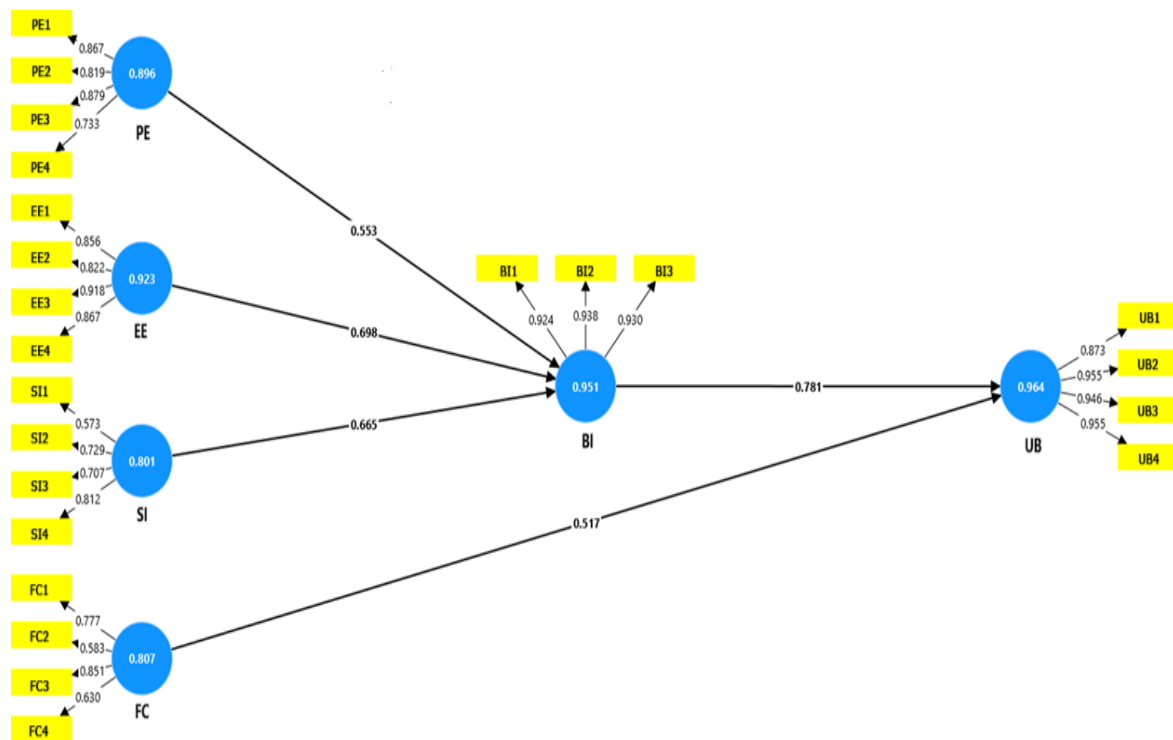 PE1
0.867
PE2
0.819
0.896
PE3
0.879
0.733
PE
PE4
EE1
0.856
EE2
0.822
0.923
EE3
0.918
0.867
EE
EE4
SI1
0.573
SI2
0.729
0.801
SI3
0.707
0.812
SI
SI4
FC1
0.777
FC2
0.583
0.807
FC3
0.851
0.630
FC
FC4
0.553
0.698
0.665
0.517
BI1
BI2
BI3
0.924
0.938
0.930
0.951
BI
0.781
UB1
0.873
UB2
0.955
0.964
0.946
UB3
0.955
UB
UB4